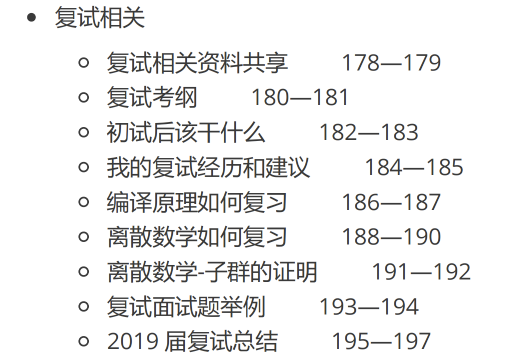 复试相关
复试相关资料共享 178—179
复试考纲 180—181
初试后该干什么 182—183
我的复试经历和建议 184—185
编译原理如何复习 186—187
离散数学如何复习 188—190
离散数学-子群的证明 191—192
复试面试题举例 193—194
2019 届复试总结 195—197